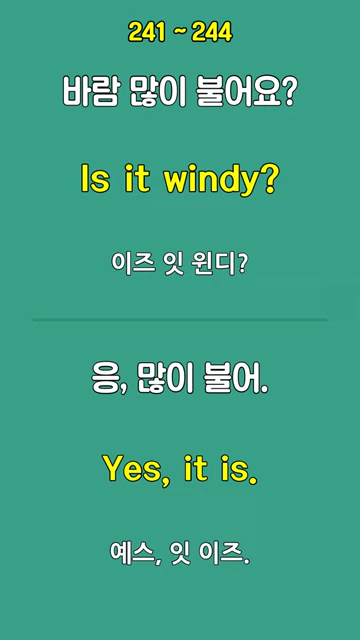 241 ~ 244
바람 많이 불어요?
Is it windy?
이즈 잇 윈디?
응, 많이 불어.
Yes, it is.
예스, 잇 이즈.